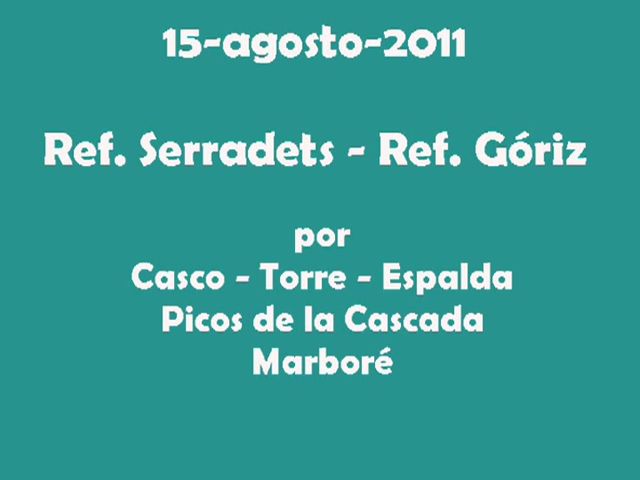 15-agosto-2011
Ref. Serradets - Ref. Góriz
por
Casco - Torre - Espalda
Picos de la Cascada
Marboré